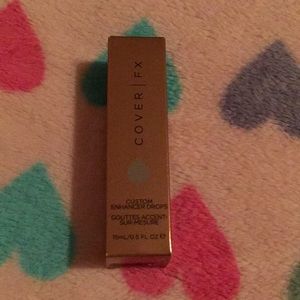 COVER | FX
CUSTOM
ENHANCER DROPS
GOUTTES ACCENT
SUR-MESURE
15mL/0.5 FL OZ ℮